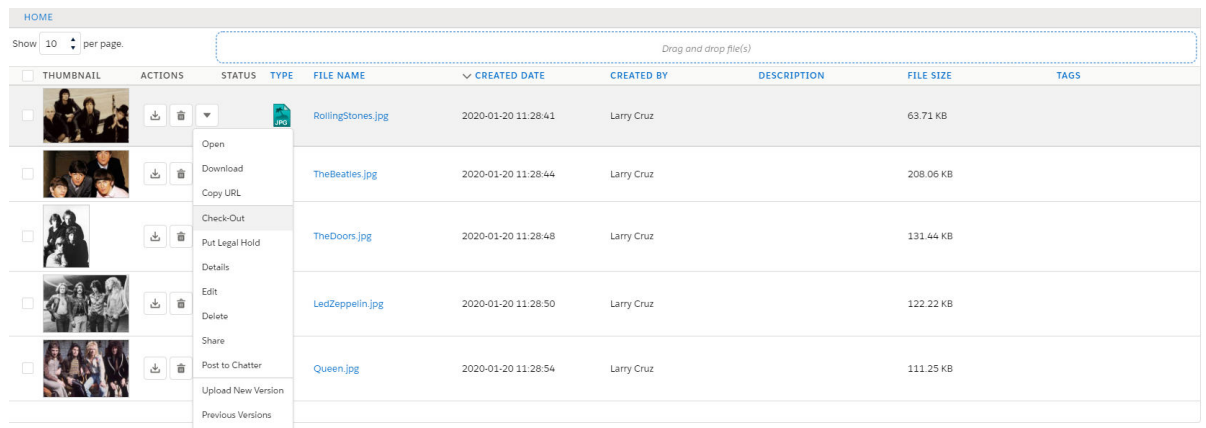 HOME
Show 10 per page.
Drag and drop file(s)
THUMBNAIL ACTIONS STATUS TYPE FILE NAME CREATED DATE CREATED BY DESCRIPTION FILE SIZE TAGS
JPG RollingStones.jpg 2020-01-20 11:28:41 Larry Cruz 63.71 KB
Open
Download
Copy URL
Check-Out
Put Legal Hold
Details
Edit
Delete
Share
Post to Chatter
Upload New Version
Previous Versions
TheBeatles.jpg 2020-01-20 11:28:44 Larry Cruz 208.06 KB
TheDoors.jpg 2020-01-20 11:28:48 Larry Cruz 131.44 KB
LedZeppelin.jpg 2020-01-20 11:28:50 Larry Cruz 122.22 KB
Queen.jpg 2020-01-20 11:28:54 Larry Cruz 111.25 KB